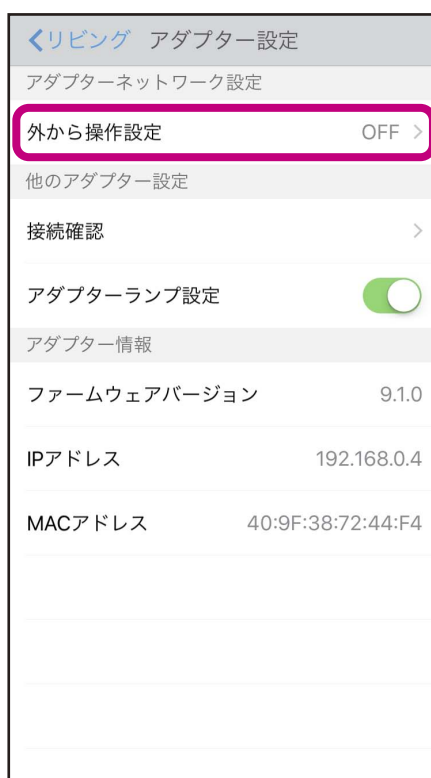 リビング アダプター設定
アダプターネットワーク設定
外から操作設定 OFF
他のアダプター設定
接続確認
アダプターランプ設定
アダプター情報
ファームウェアバージョン 9.1.0
IPアドレス 192.168.0.4
MACアドレス 40:9F:38:72:44:F4